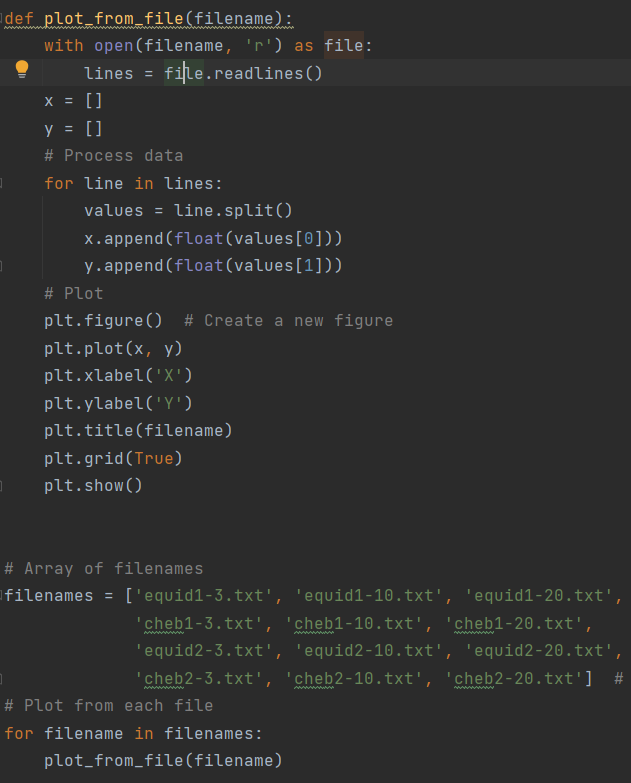 def plot_from_file(filename):
    with open(filename, 'r') as file:
        lines = file.readlines()
    x = []
    y = []
    # Process data
    for line in lines:
        values = line.split()
        x.append(float(values[0]))
        y.append(float(values[1]))
    # Plot
    plt.figure()  # Create a new figure
    plt.plot(x, y)
    plt.xlabel('X')
    plt.ylabel('Y')
    plt.title(filename)
    plt.grid(True)
    plt.show()
# Array of filenames
filenames = ['equid1-3.txt', 'equid1-10.txt', 'equid1-20.txt',
             'cheb1-3.txt', 'cheb1-10.txt', 'cheb1-20.txt',
             'equid2-3.txt', 'equid2-10.txt', 'equid2-20.txt',
             'cheb2-3.txt', 'cheb2-10.txt', 'cheb2-20.txt']  #
# Plot from each file
for filename in filenames:
    plot_from_file(filename)